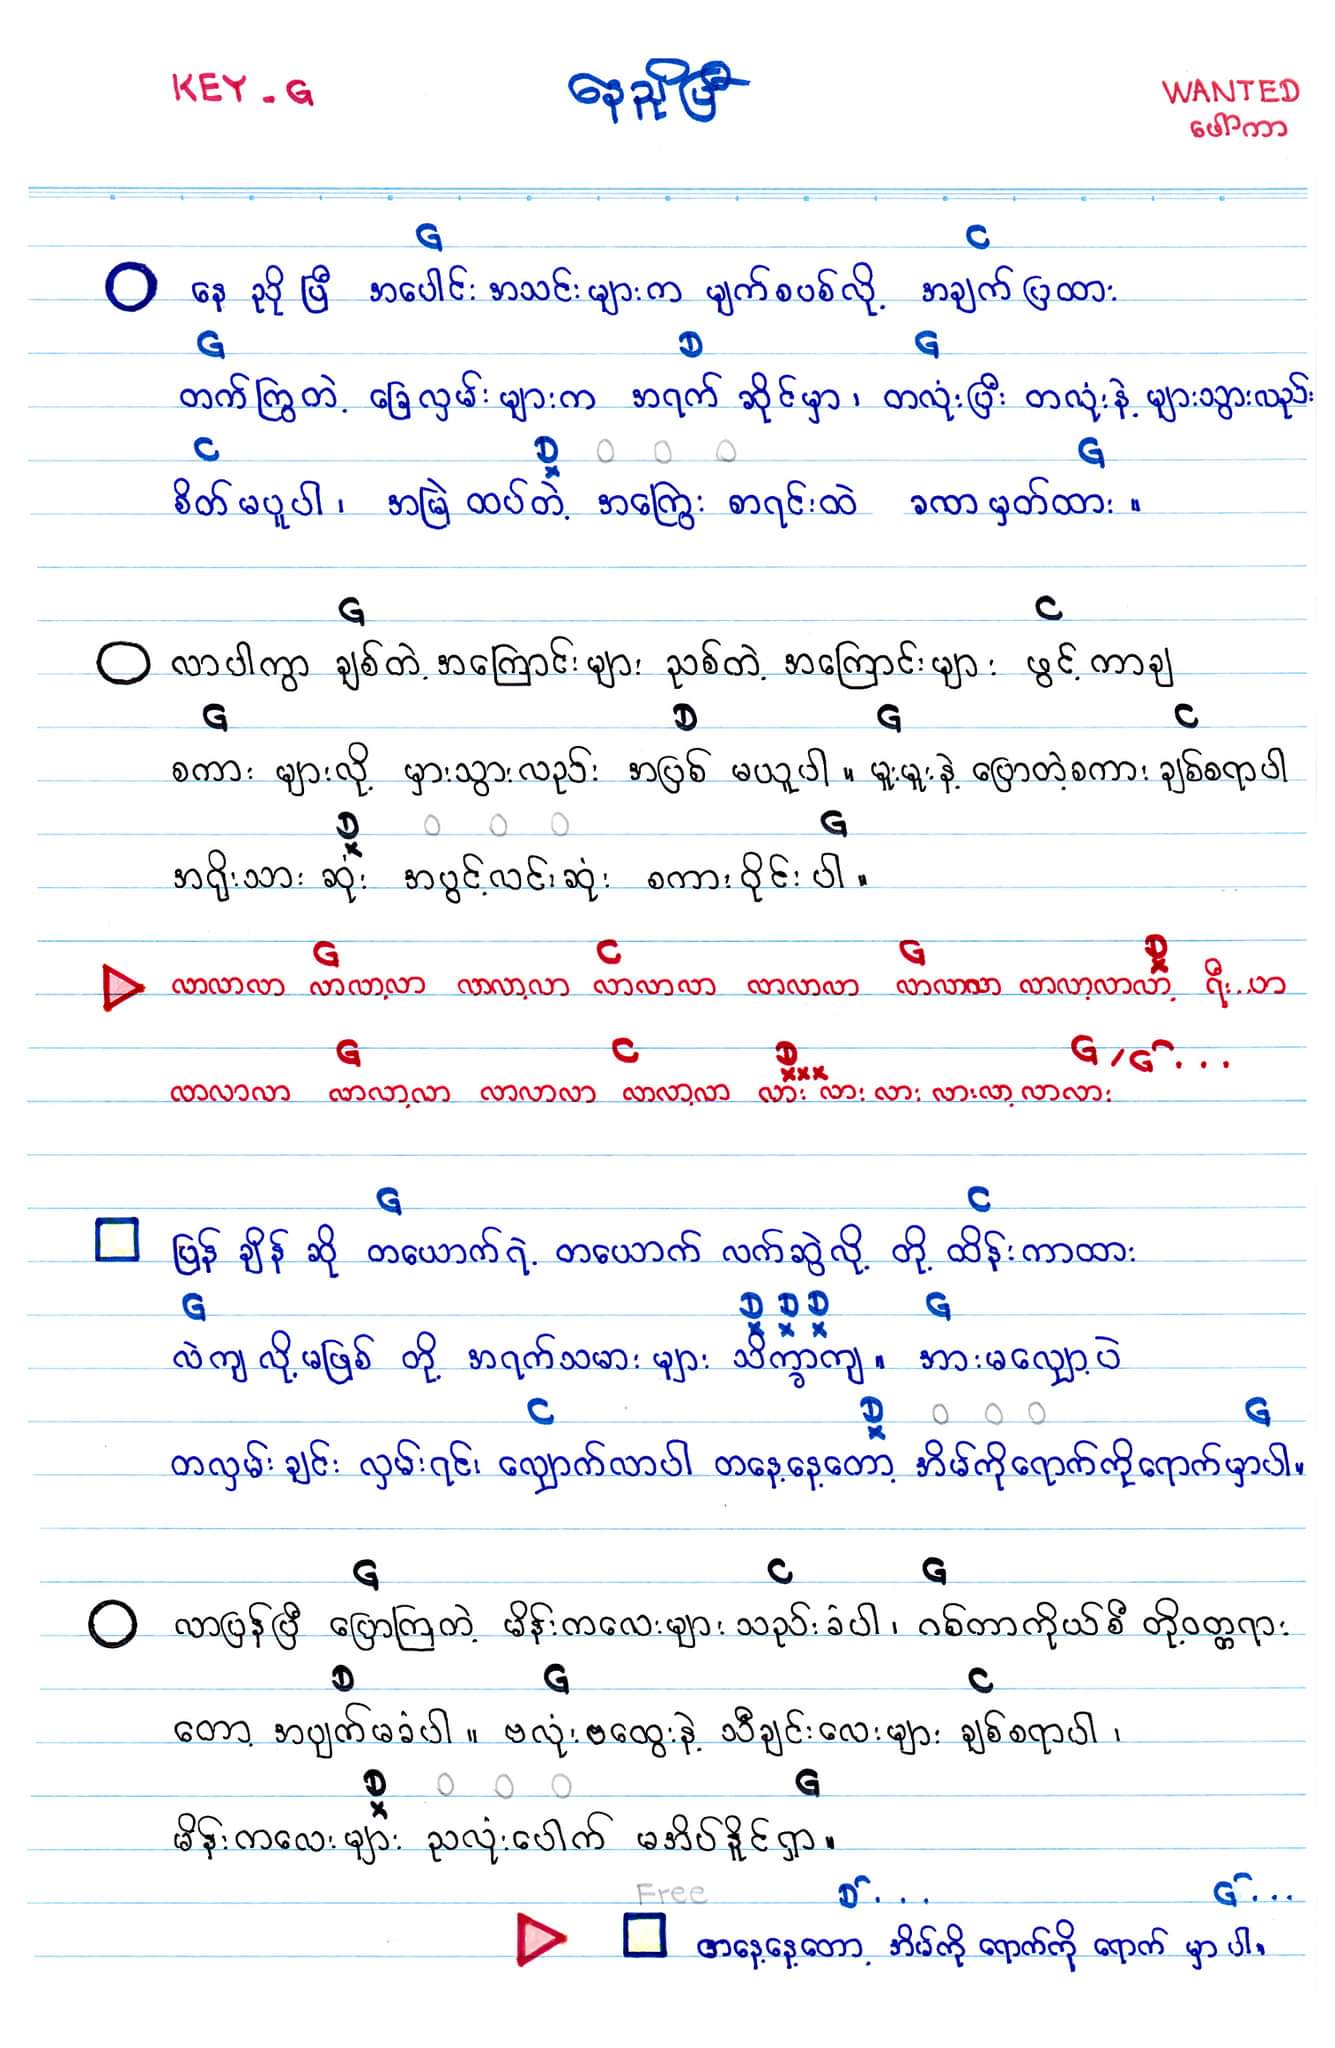 KEY - G နေညိုပြီ WANTED
ဖေါ်ကာ
G C
နေ ညို ပြီ အပေါင်း အသင်းများက မျက်စပစ်လို့ အချက်ပြထား
G D G
တက်ကြွတဲ့ ခြေလှမ်းများက အရက် ဆိုင်မှာ၊ တလုံးပြီး တလုံးနဲ့ များသွားလည်း
C D x 0 0 0 G
စိတ်မပူပါ၊ အမြဲ ထပ်တဲ့ အကြွေး စာရင်းထဲ ခဏမှတ်ထား။
G C
လာပါကွာ ချစ်တဲ့အကြောင်းများ ညစ်တဲ့ အကြောင်းများ ဖွင့်ကာချ
G D G C
စကား များလို့ မှားသွားလည်း အပြစ် မယူပါ။ မူးမူးနဲ့ ပြောတဲ့စကား ချစ်စရာပါ
D x 0 0 0 G
အရိုးသား ဆုံး အပွင့်လင်းဆုံး စကားဝိုင်းပါ။
G C G D x
လာလာလာ လာလာ့လာ လာလာ့လာ လာလာလာ လာလာလာ လာလာလာ လာလာ့လာလာ့ ရီး..ဟာ
G C D xxx G / G ...
လာလာလာ လာလာ့လာ လာလာလာ လာလာ့လာ လား လား လား လားလာ့လာလား
G C
ပြန် ချိန် ဆို တယောက်ရဲ့ တယောက် လက်ဆွဲလို့ တို့ ထိန်းကာထား
G D x D x D x G
လဲကျ လို့မဖြစ် တို့ အရက်သမား များ သိက္ခာကျ။ အားမလျှော့ပဲ
C D x 0 0 0 G
တလှမ်းချင်း လှမ်းရင်း လျှောက်လာပါ တနေ့နေ့တော့ အိမ်ကိုရောက်ကိုရောက်မှာပါ။
G C G
လာပြန်ပြီ ပြောကြတဲ့ မိန်းကလေးများ သည်းခံပါ၊ ဂစ်တာကိုယ်စီ တို့ဝတ္တရား
D G C
တော့ အပျက်မခံပါ။ ဗလုံးဗထွေးနဲ့ သီချင်းလေးများ ချစ်စရာပါ၊
D x 0 0 0 G
မိန်းကလေးများ ညလုံးပေါက် မအိပ်နိုင်ရှာ။
Free D ... G ...
တနေ့နေ့တော့ အိမ်ကို ရောက်ကို ရောက် မှာ ပါ။